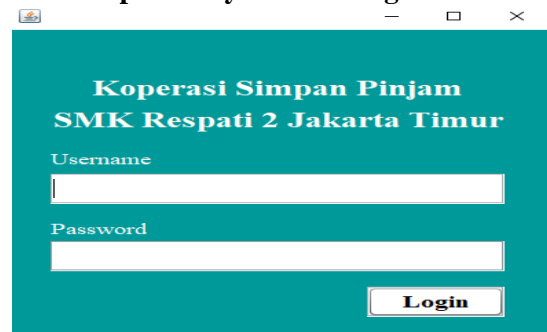 Koperasi Simpan Pinjam
SMK Respati 2 Jakarta Timur
Username
Password
Login